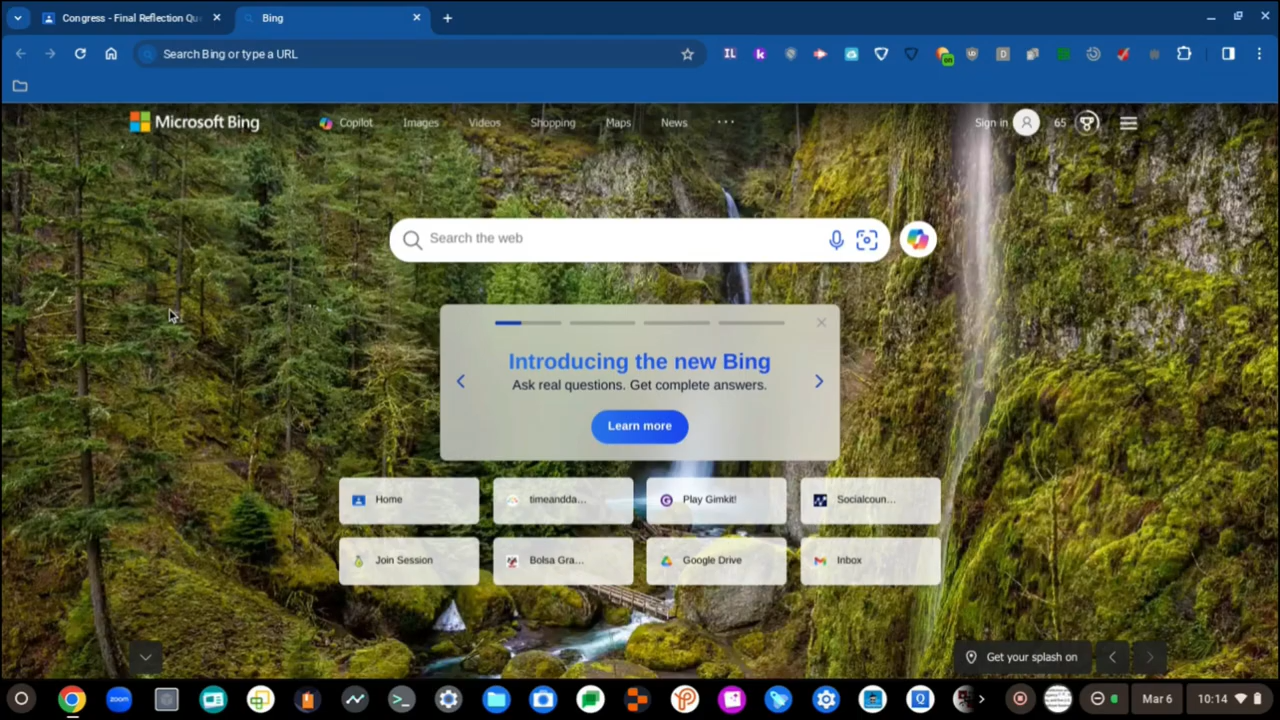 Congress - Final Reflection Qu
Bing
Search Bing or type a URL
Microsoft Bing
Copilot
Images
Videos
Shopping
Maps
News
Sign in
65
Search the web
Introducing the new Bing
Ask real questions. Get complete answers.
Learn more
Home
timeandda...
Play Gimkit!
Socialcoun...
Join Session
Bolsa Gra...
Google Drive
Inbox
Get your splash on
zoom
Mar 6
10:14